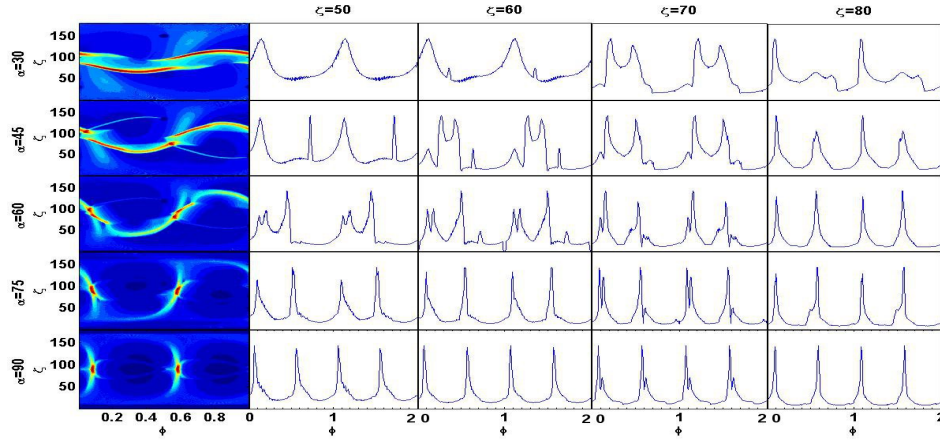 ζ=50 ζ=60 ζ=70 ζ=80
α=30 ζ 150 100 50
α=45 ζ 150 100 50
α=60 ζ 150 100 50
α=75 ζ 150 100 50
α=90 ζ 150 100 50
0.2 0.4 0.6 0.8 0 1 2 0 1 2 0 1 2 0 1 2
ϕ ϕ ϕ ϕ ϕ